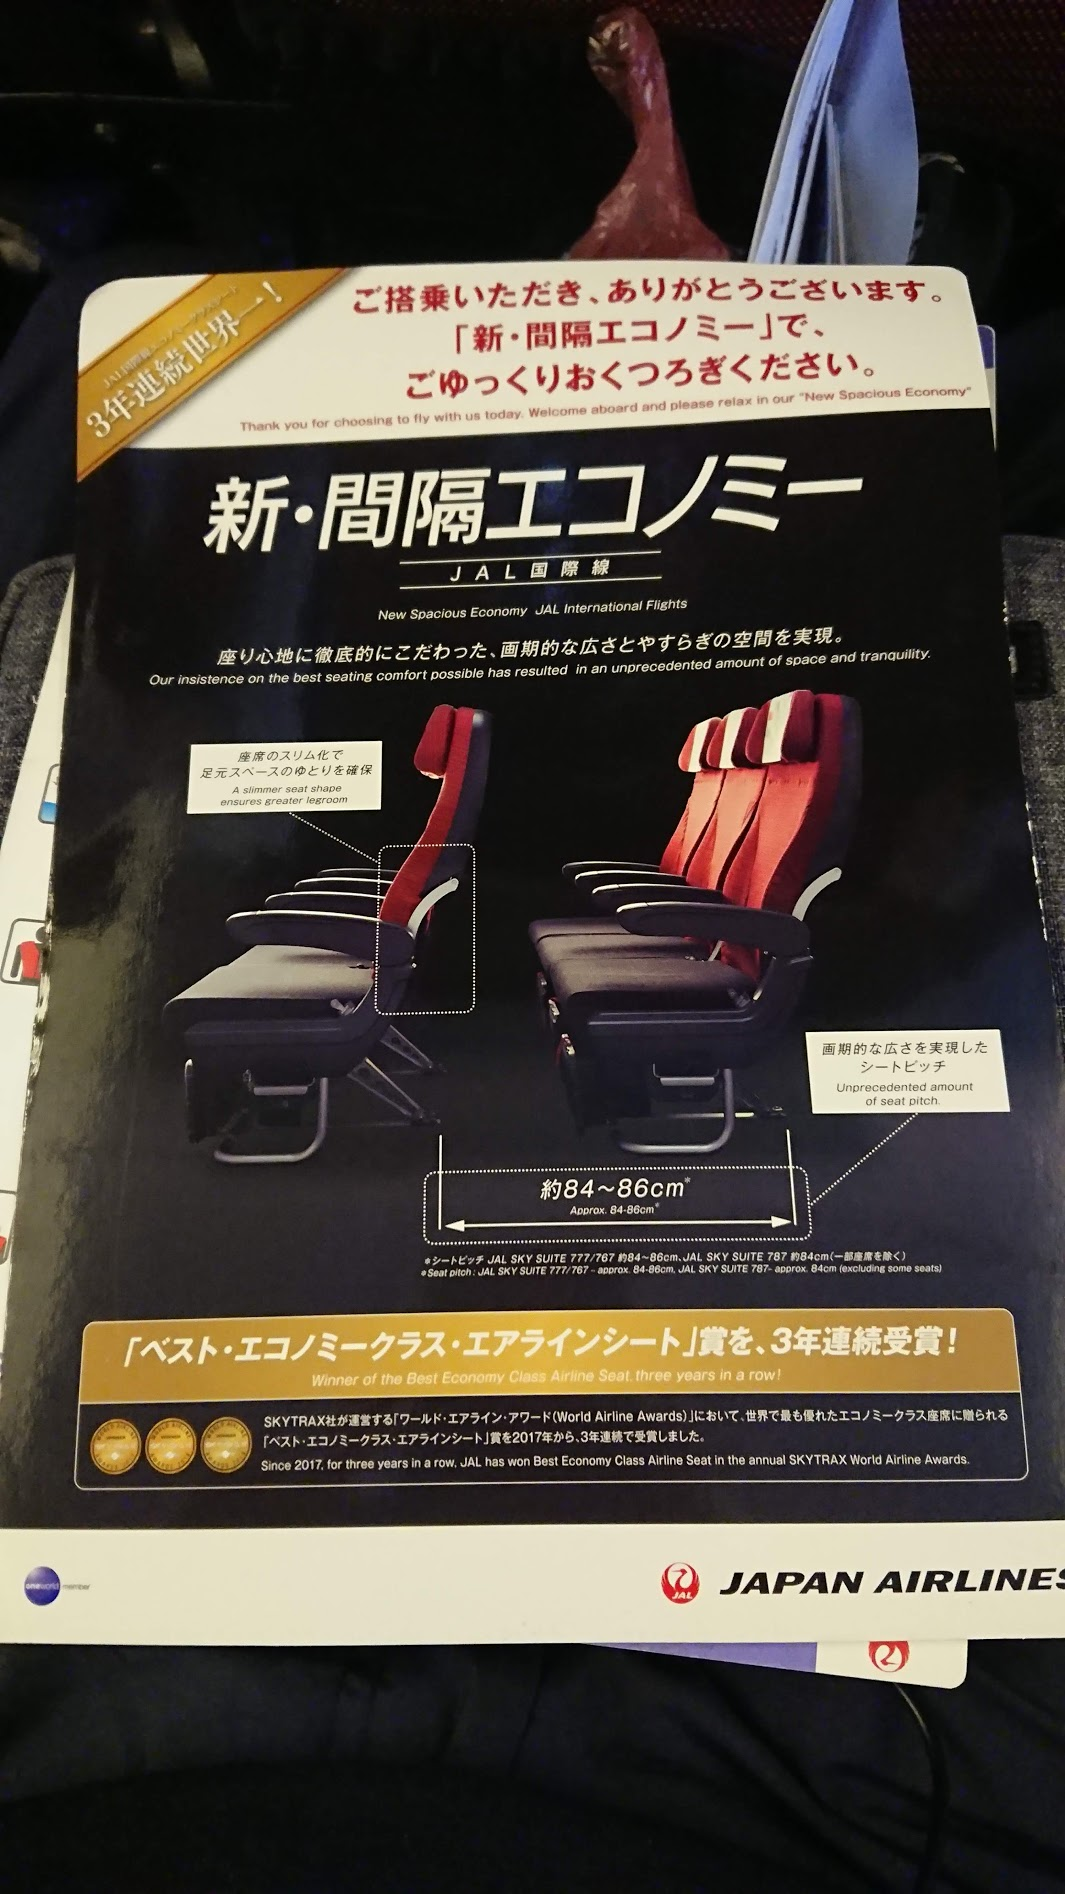 JAL国際線エコノミークラスシート
3年連続世界一！
ご搭乗いただき、ありがとうございます。
「新・間隔エコノミー」で、
ごゆっくりおくつろぎください。
Thank you for choosing to fly with us today. Welcome aboard and please relax in our "New Spacious Economy"
新・間隔エコノミー
JAL国際線
New Spacious Economy JAL International Flights
座り心地に徹底的にこだわった、画期的な広さとやすらぎの空間を実現。
Our insistence on the best seating comfort possible has resulted in an unprecedented amount of space and tranquility.
座席のスリム化で
足元スペースのゆとりを確保
A slimmer seat shape
ensures greater legroom
画期的な広さを実現した
シートピッチ
Unprecedented amount
of seat pitch.
約84～86cm*
Approx. 84-86cm*
*シートピッチ JAL SKY SUITE 777/767 約84~86cm、JAL SKY SUITE 787 約84cm（一部座席を除く）
*Seat pitch : JAL SKY SUITE 777/767 - approx. 84-86cm, JAL SKY SUITE 787- approx. 84cm (excluding some seats)
「ベスト・エコノミークラス・エアラインシート」賞を、3年連続受賞！
Winner of the Best Economy Class Airline Seat, three years in a row!
SKYTRAX社が運営する「ワールド・エアライン・アワード（World Airline Awards）」において、世界で最も優れたエコノミークラス座席に贈られる
「ベスト・エコノミークラス・エアラインシート」賞を2017年から、3年連続で受賞しました。
Since 2017, for three years in a row, JAL has won Best Economy Class Airline Seat in the annual SKYTRAX World Airline Awards.
oneworld member
JAL
JAPAN AIRLINES